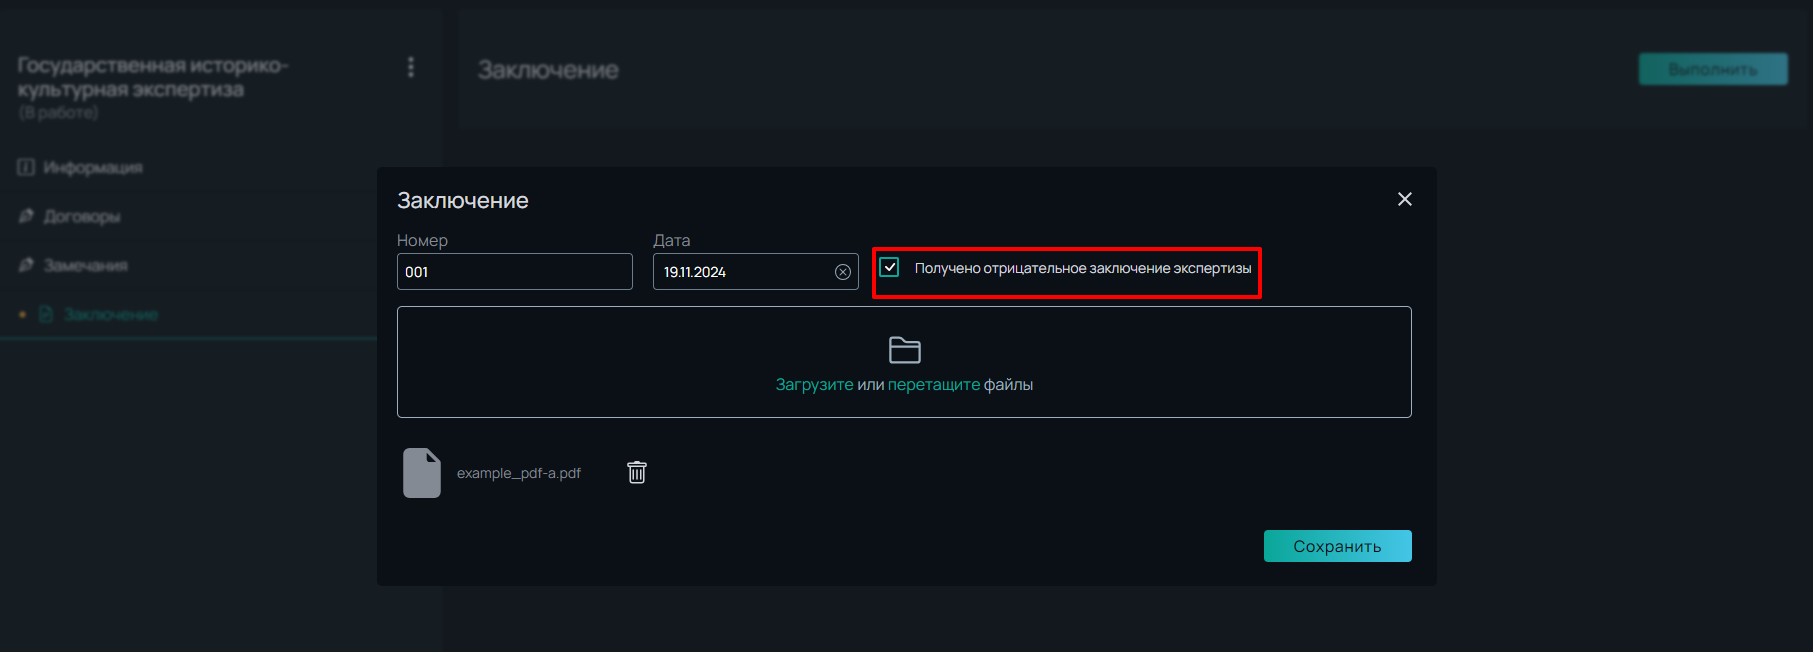 Государственная историко-
культурная экспертиза
(В работе)
Информация
Договоры
Замечания
Заключение
Заключение
Выполнить
Заключение
Номер
Дата
001
19.11.2024
Получено отрицательное заключение экспертизы
Загрузите или перетащите файлы
example_pdf-a.pdf
Сохранить